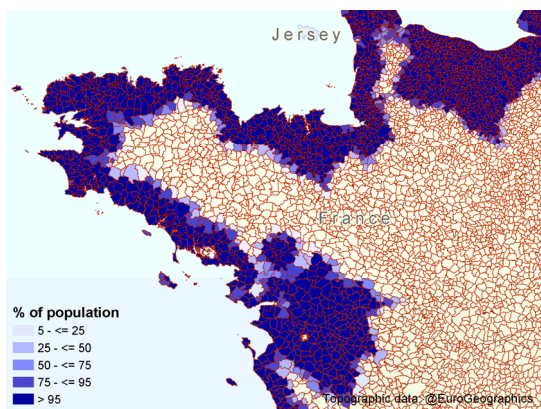 Jersey
France
% of population
5 - <= 25
25 - <= 50
50 - <= 75
75 - <= 95
> 95
Topographic data: @EuroGeographics